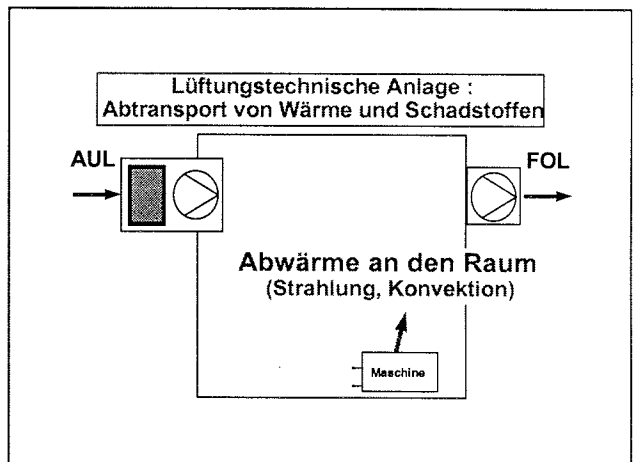 Lüftungstechnische Anlage :
Abtransport von Wärme und Schadstoffen
AUL
FOL
Abwärme an den Raum
(Strahlung, Konvektion)
Maschine